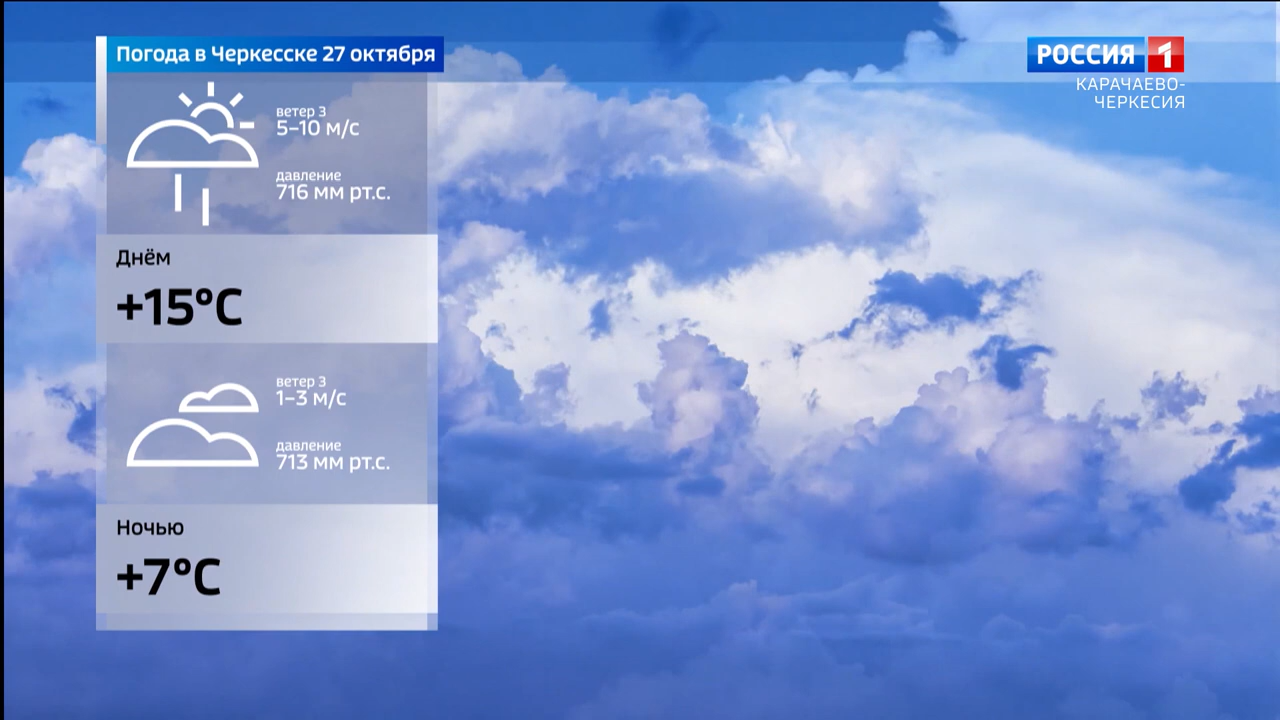 Погода в Черкесске 27 октября
РОССИЯ 1
КАРАЧАЕВО-
ЧЕРКЕСИЯ
ветер З
5–10 м/с
давление
716 мм рт.с.
Днём
+15°C
ветер З
1–3 м/с
давление
713 мм рт.с.
Ночью
+7°C